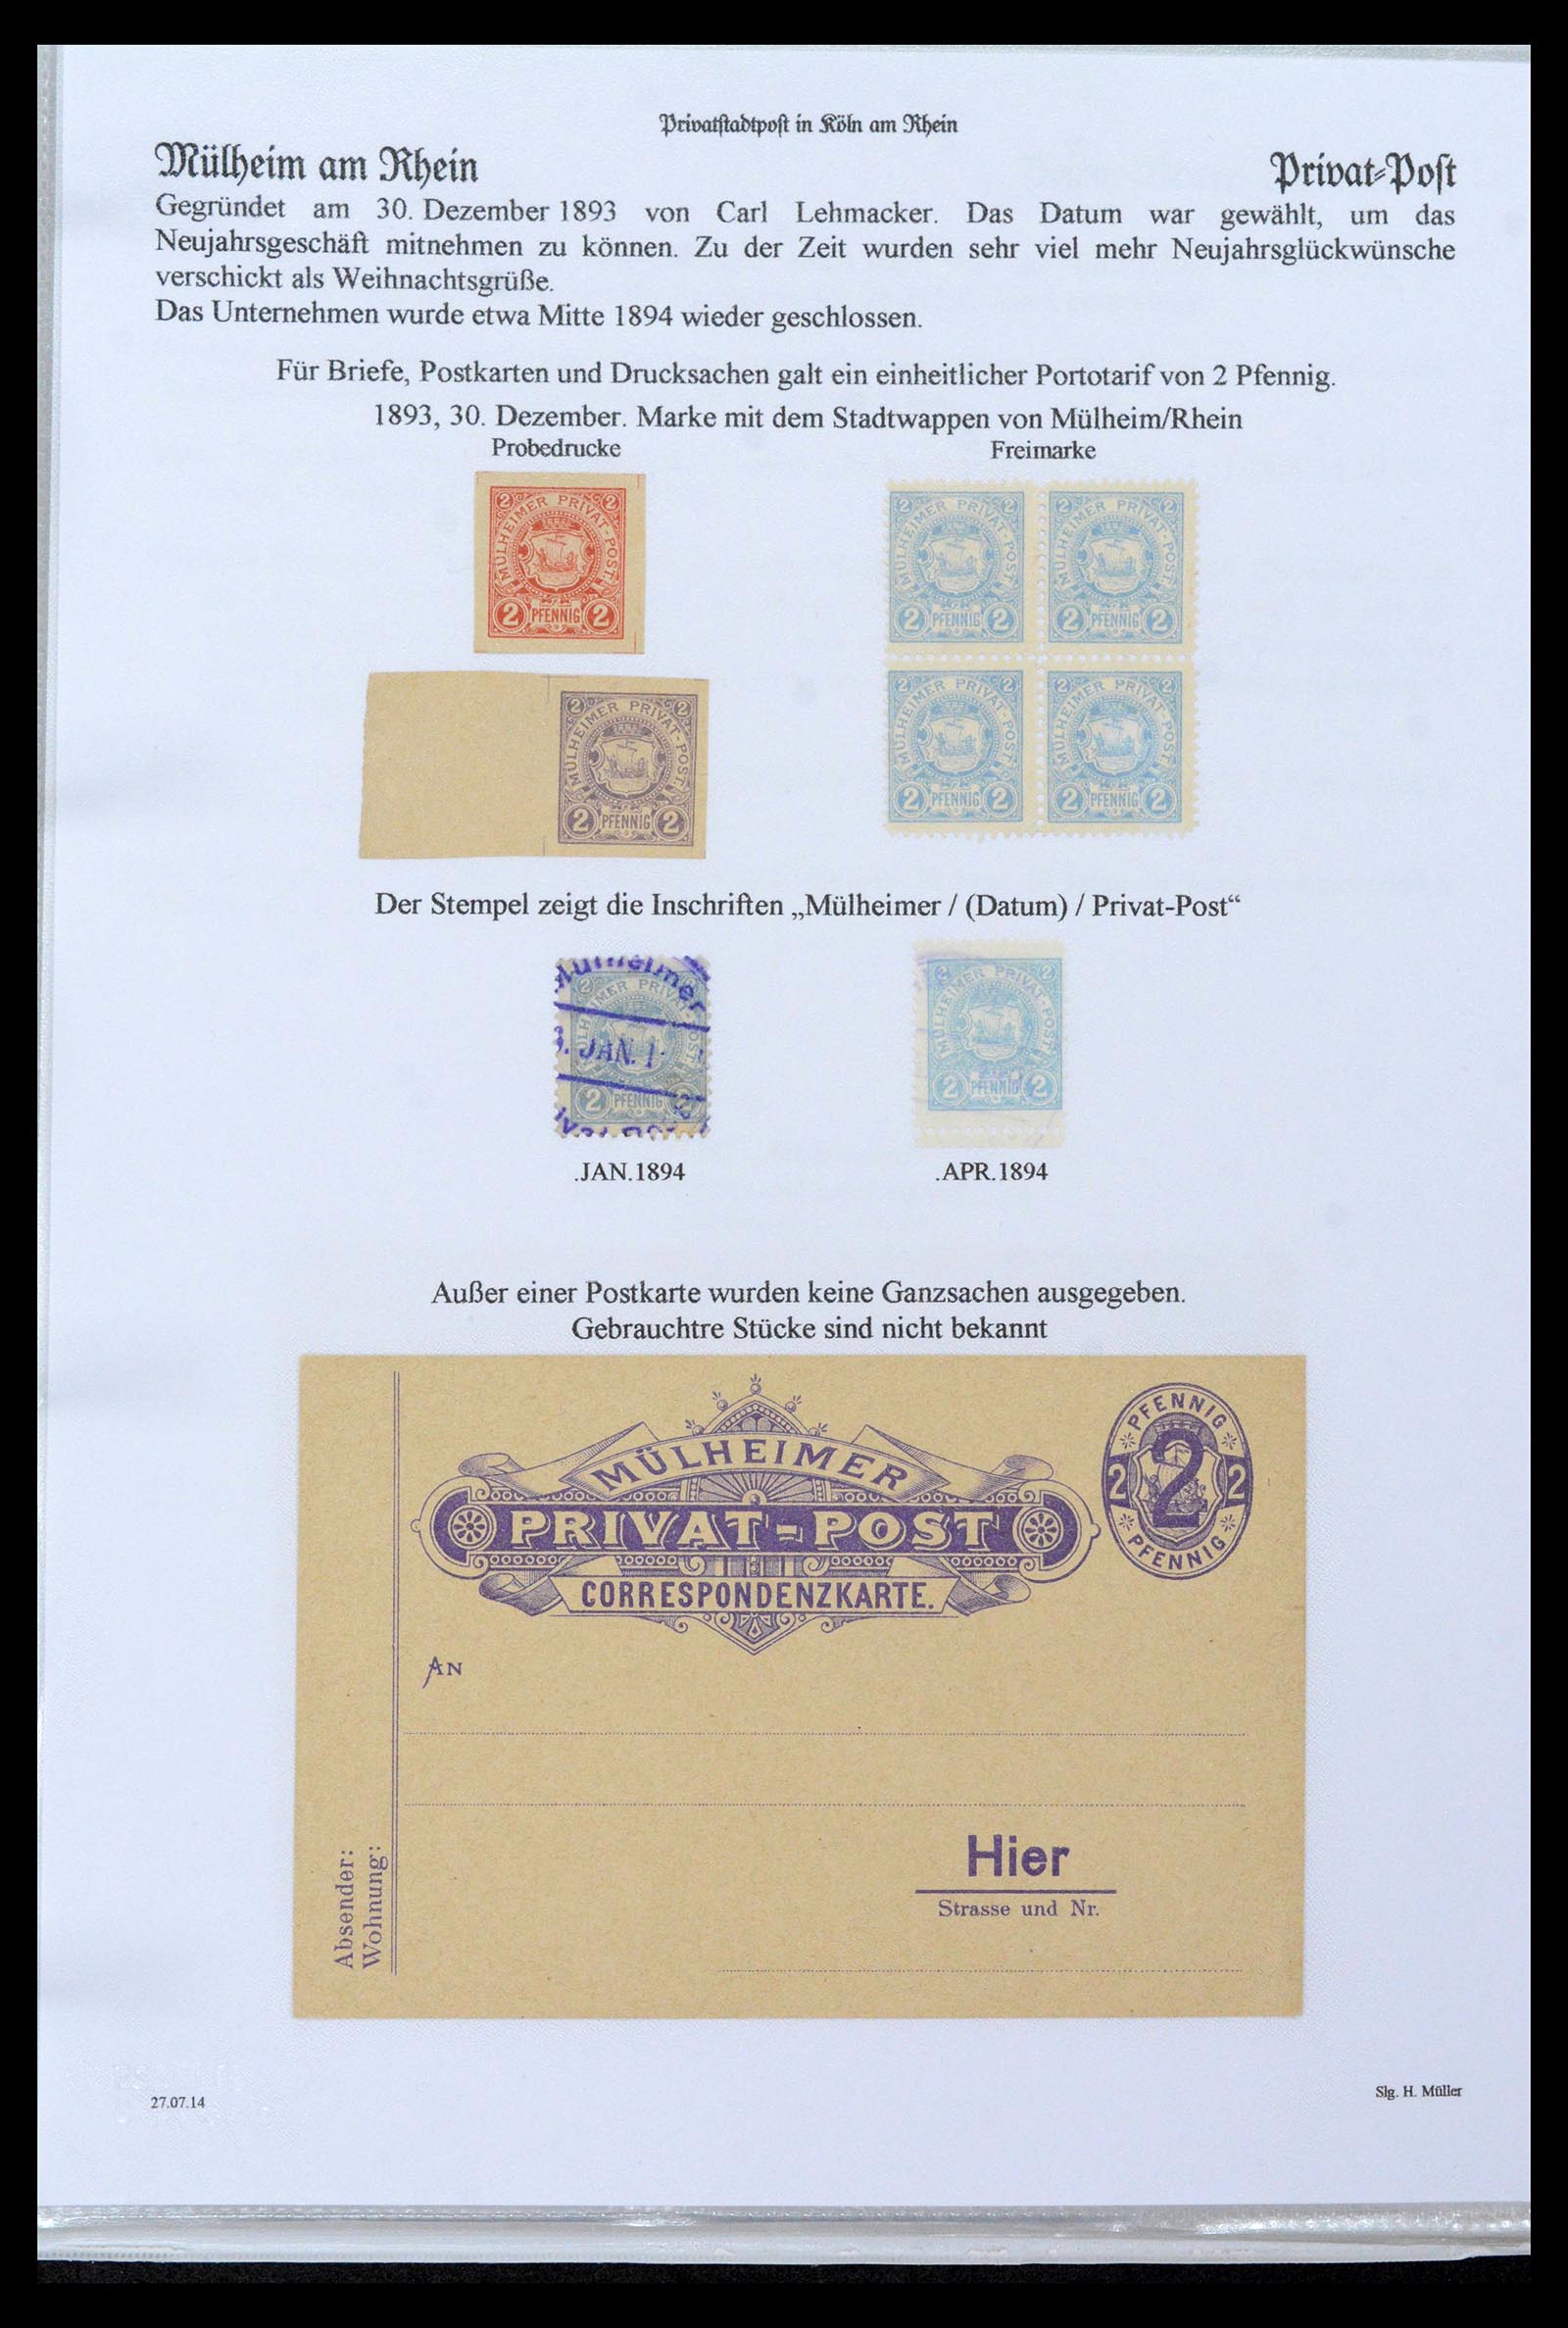 Privatstadtpost in Köln am Rhein
Mülheim am Rhein
Privat-Post
Gegründet am 30. Dezember 1893 von Carl Lehmacker. Das Datum war gewählt, um das
Neujahrsgeschäft mitnehmen zu können. Zu der Zeit wurden sehr viel mehr Neujahrsglückwünsche
verschickt als Weihnachtsgrüße.
Das Unternehmen wurde etwa Mitte 1894 wieder geschlossen.
Für Briefe, Postkarten und Drucksachen galt ein einheitlicher Portotarif von 2 Pfennig.
1893, 30. Dezember. Marke mit dem Stadtwappen von Mülheim/Rhein
Probedrucke
Freimarke
2 2
MÜLHEIMER PRIVAT-POST.
2 PFENNIG 2
2 2
MÜLHEIMER PRIVAT-POST.
2 PFENNIG 2
2 2
MÜLHEIMER PRIVAT-POST.
2 PFENNIG 2
2 2
MÜLHEIMER PRIVAT-POST.
2 PFENNIG 2
2 2
MÜLHEIMER PRIVAT-POST.
2 PFENNIG 2
2 2
MÜLHEIMER PRIVAT-POST.
2 PFENNIG 2
Der Stempel zeigt die Inschriften „Mülheimer / (Datum) / Privat-Post“
Mülheimer
. JAN. 1
2 PFENNIG 2
2 2
MÜLHEIMER PRIVAT-POST.
2 PFENNIG 2
.JAN.1894
.APR.1894
Außer einer Postkarte wurden keine Ganzsachen ausgegeben.
Gebrauchtre Stücke sind nicht bekannt
MÜLHEIMER
PRIVAT-POST
CORRESPONDENZKARTE.
PFENNIG
2 2 2
PFENNIG
AN
Hier
Strasse und Nr.
Absender:
Wohnung:
27.07.14
Slg. H. Müller